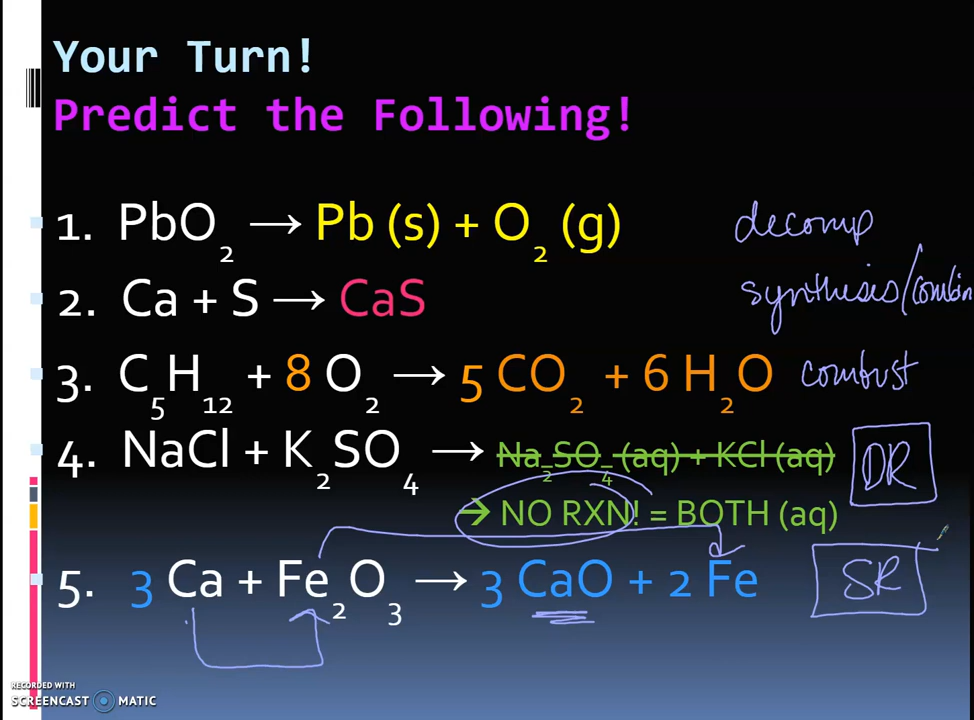 Your Turn!
Predict the Following!
1. PbO₂ → Pb (s) + O₂ (g) decomp
2. Ca + S → CaS synthesis/combin
3. C₅H₁₂ + 8 O₂ → 5 CO₂ + 6 H₂O combust
4. NaCl + K₂SO₄ → Na₂SO₄ (aq) + KCl (aq) DR
→ NO RXN! = BOTH (aq)
5. 3 Ca + Fe₂O₃ → 3 CaO + 2 Fe SR
RECORDED WITH
SCREENCAST MATIC